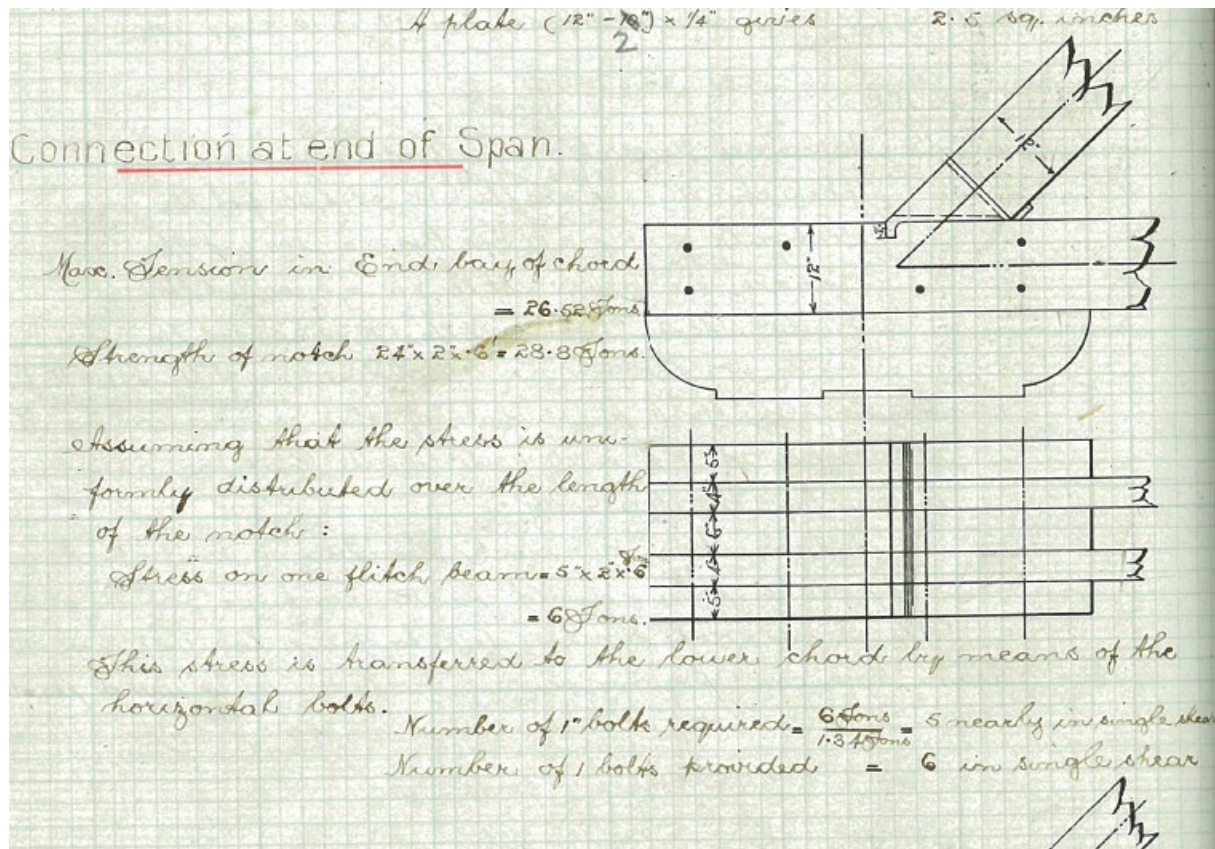 A plate (12" - 10") × 1/4" gives 2.5 sq. inches
2
Connection at end of Span.
12"
Max. Tension in End bay of chord
= 26.52 Tons
12"
Strength of notch 24" × 2" × .6 = 28.8 Tons.
Assuming that the stress is uni-
formly distributed over the length
of the notch:
Stress on one flitch beam = 5" × 2" × .6
= 6 Tons.
This stress is transferred to the lower chord by means of the
horizontal bolts.
Number of 1" bolts required = 6 Tons / 1.34 Tons = 5 nearly in single shear
Number of 1 bolts provided = 6 in single shear